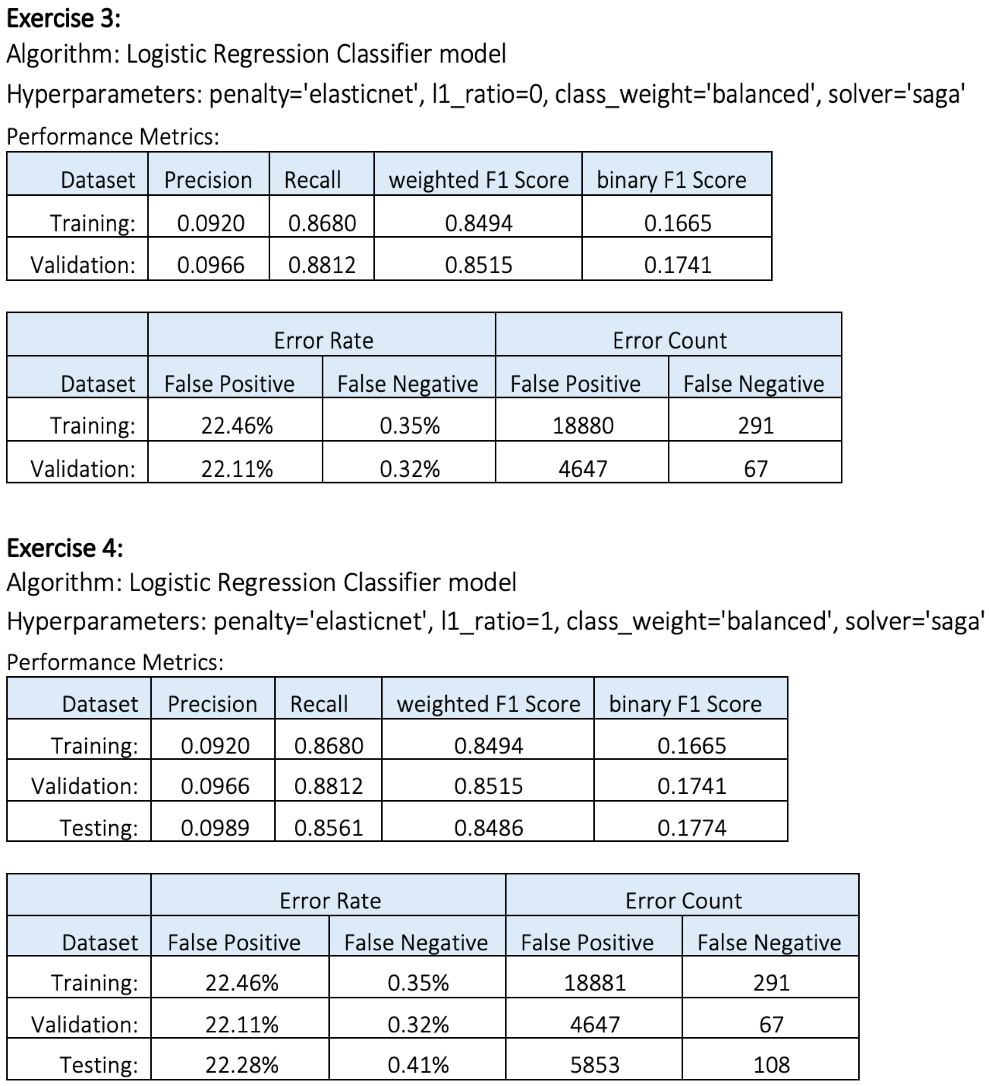 Exercise 3:
Algorithm: Logistic Regression Classifier model
Hyperparameters: penalty='elasticnet', l1_ratio=0, class_weight='balanced', solver='saga'
Performance Metrics:
Dataset Precision Recall weighted F1 Score binary F1 Score
Training: 0.0920 0.8680 0.8494 0.1665
Validation: 0.0966 0.8812 0.8515 0.1741
Error Rate Error Count
Dataset False Positive False Negative False Positive False Negative
Training: 22.46% 0.35% 18880 291
Validation: 22.11% 0.32% 4647 67
Exercise 4:
Algorithm: Logistic Regression Classifier model
Hyperparameters: penalty='elasticnet', l1_ratio=1, class_weight='balanced', solver='saga'
Performance Metrics:
Dataset Precision Recall weighted F1 Score binary F1 Score
Training: 0.0920 0.8680 0.8494 0.1665
Validation: 0.0966 0.8812 0.8515 0.1741
Testing: 0.0989 0.8561 0.8486 0.1774
Error Rate Error Count
Dataset False Positive False Negative False Positive False Negative
Training: 22.46% 0.35% 18881 291
Validation: 22.11% 0.32% 4647 67
Testing: 22.28% 0.41% 5853 108